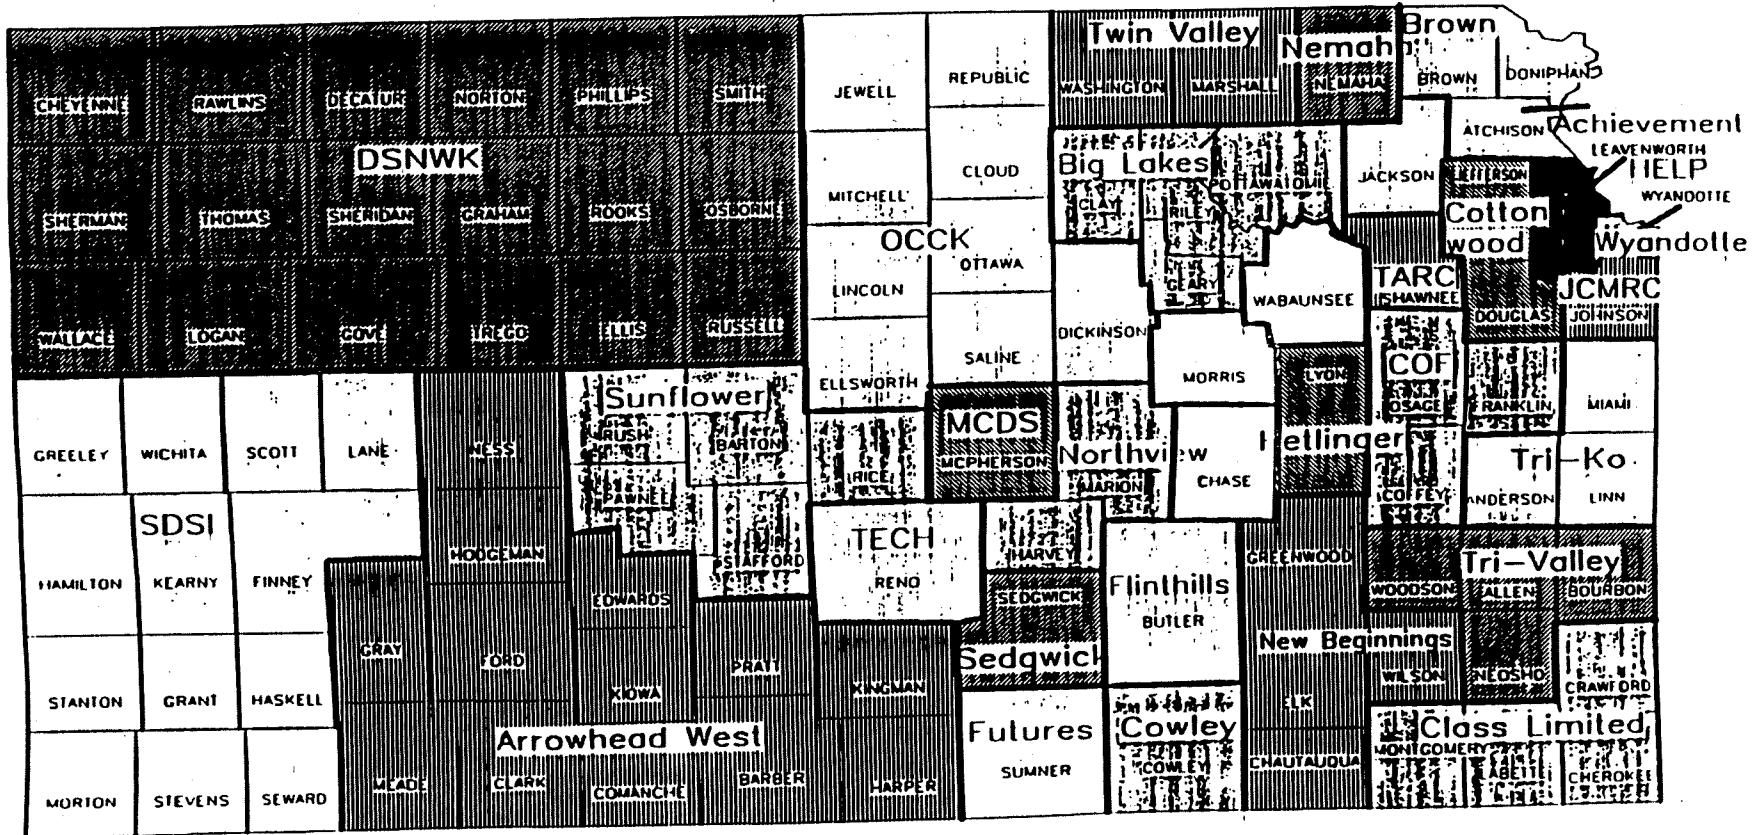 Twin Valley
Nemah
Brown
CHEYENNE
RAWLINS
DECATUR
NORTON
PHILLIPS
SMITH
JEWELL
REPUBLIC
WASHINGTON
MARSHALL
NEMAHA
BROWN
DONIPHAN
DSNWK
CLOUD
Big Lakes
POTTAWATOMIE
ATCHISON
Achievement
LEAVENWORTH
HELP
WYANDOTTE
JACKSON
JEFFERSON
SHERMAN
THOMAS
SHERIDAN
GRAHAM
ROOKS
OSBORNE
MITCHELL
CLAY
RILEY
Cotton
wood
Wyandotte
OCCK
OTTAWA
LINCOLN
GEARY
WABAUNSEE
TARC
SHAWNEE
JCMRC
DOUGLAS
JOHNSON
WALLACE
LOGAN
GOVE
TREGO
ELLIS
RUSSELL
DICKINSON
SALINE
ELLSWORTH
MORRIS
LYON
COF
OSAGE
FRANKLIN
MIAMI
Sunflower
RUSH
BARTON
MCDS
MCPHERSON
Northview
MARION
RICE
Hetlinger
CHASE
GREELEY
WICHITA
SCOTT
LANE
NESS
PAWNEE
COFFEY
Tri-Ko
ANDERSON
LINN
SDSI
TECH
HAMILTON
KEARNY
FINNEY
HODGEMAN
STAFFORD
RENO
HARVEY
GREENWOOD
Tri-Valley
WOODSON
ALLEN
BOURBON
EDWARDS
SEDGWICK
Flinthills
BUTLER
New Beginnings
GRAY
FORD
KIOWA
PRATT
KINGMAN
Sedgwick
WILSON
NEOSHO
CRAWFORD
STANTON
GRANT
HASKELL
ELK
Arrowhead West
Futures
Cowley
Class Limited
MONTGOMERY
MEADE
CLARK
COMANCHE
BARBER
HARPER
SUMNER
COWLEY
CHAUTAUQUA
LABETT
CHEROKEE
MORTON
STEVENS
SEWARD